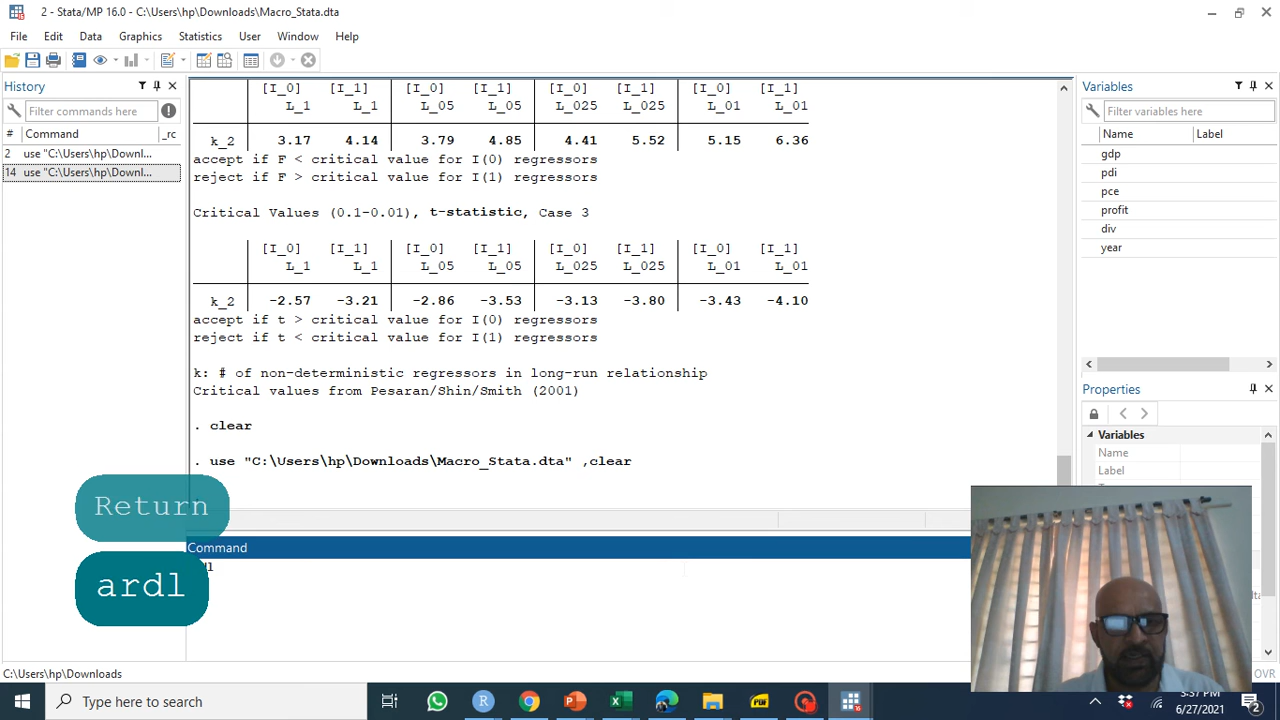 2 - Stata/MP 16.0 - C:\Users\hp\Downloads\Macro_Stata.dta
File Edit Data Graphics Statistics User Window Help
History
Filter commands here
# Command _rc
2 use "C:\Users\hp\Downl...
14 use "C:\Users\hp\Downl...
[I_0] [I_1] [I_0] [I_1] [I_0] [I_1] [I_0] [I_1]
L_1 L_1 L_05 L_05 L_025 L_025 L_01 L_01
k_2 3.17 4.14 3.79 4.85 4.41 5.52 5.15 6.36
accept if F < critical value for I(0) regressors
reject if F > critical value for I(1) regressors
Critical Values (0.1-0.01), t-statistic, Case 3
[I_0] [I_1] [I_0] [I_1] [I_0] [I_1] [I_0] [I_1]
L_1 L_1 L_05 L_05 L_025 L_025 L_01 L_01
k_2 -2.57 -3.21 -2.86 -3.53 -3.13 -3.80 -3.43 -4.10
accept if t > critical value for I(0) regressors
reject if t < critical value for I(1) regressors
k: # of non-deterministic regressors in long-run relationship
Critical values from Pesaran/Shin/Smith (2001)
. clear
. use "C:\Users\hp\Downloads\Macro_Stata.dta" ,clear
Return
Command
ardl
Variables
Filter variables here
Name Label
gdp
pdi
pce
profit
div
year
Properties
Variables
Name
Label
C:\Users\hp\Downloads
OVR
Type here to search
3:37 PM
6/27/2021
2